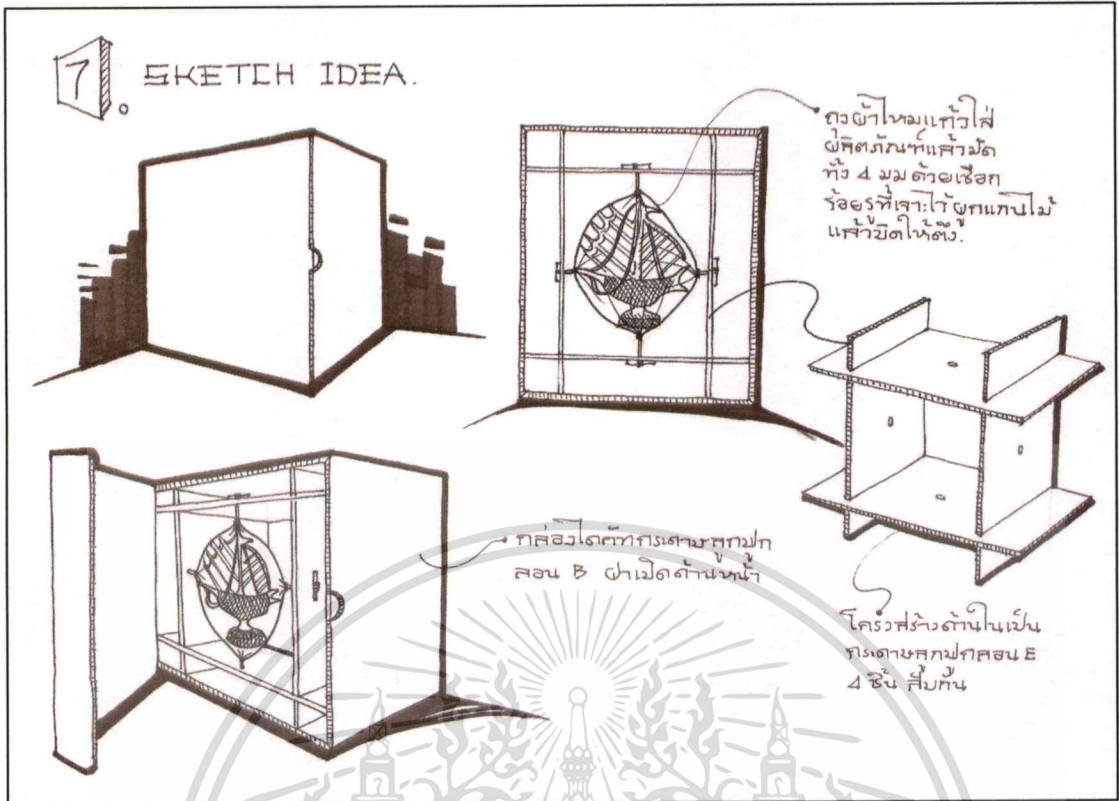 7. SKETCH IDEA.
ถุงผ้าไหมแก้วใส่
ผลิตภัณฑ์แล้วมัด
ทั้ง 4 มุม ด้วยเชือก
ร้อยรูที่เจาะไว้ ผูกแกนไม้
แล้วบิดให้ตึง.
กล่องไดคัทกระดาษลูกฟูก
ลอน B ฝาเปิดด้านหน้า
โครงสร้างด้านในเป็น
กระดาษลูกฟูกลอน E
4 ชิ้น สับกัน